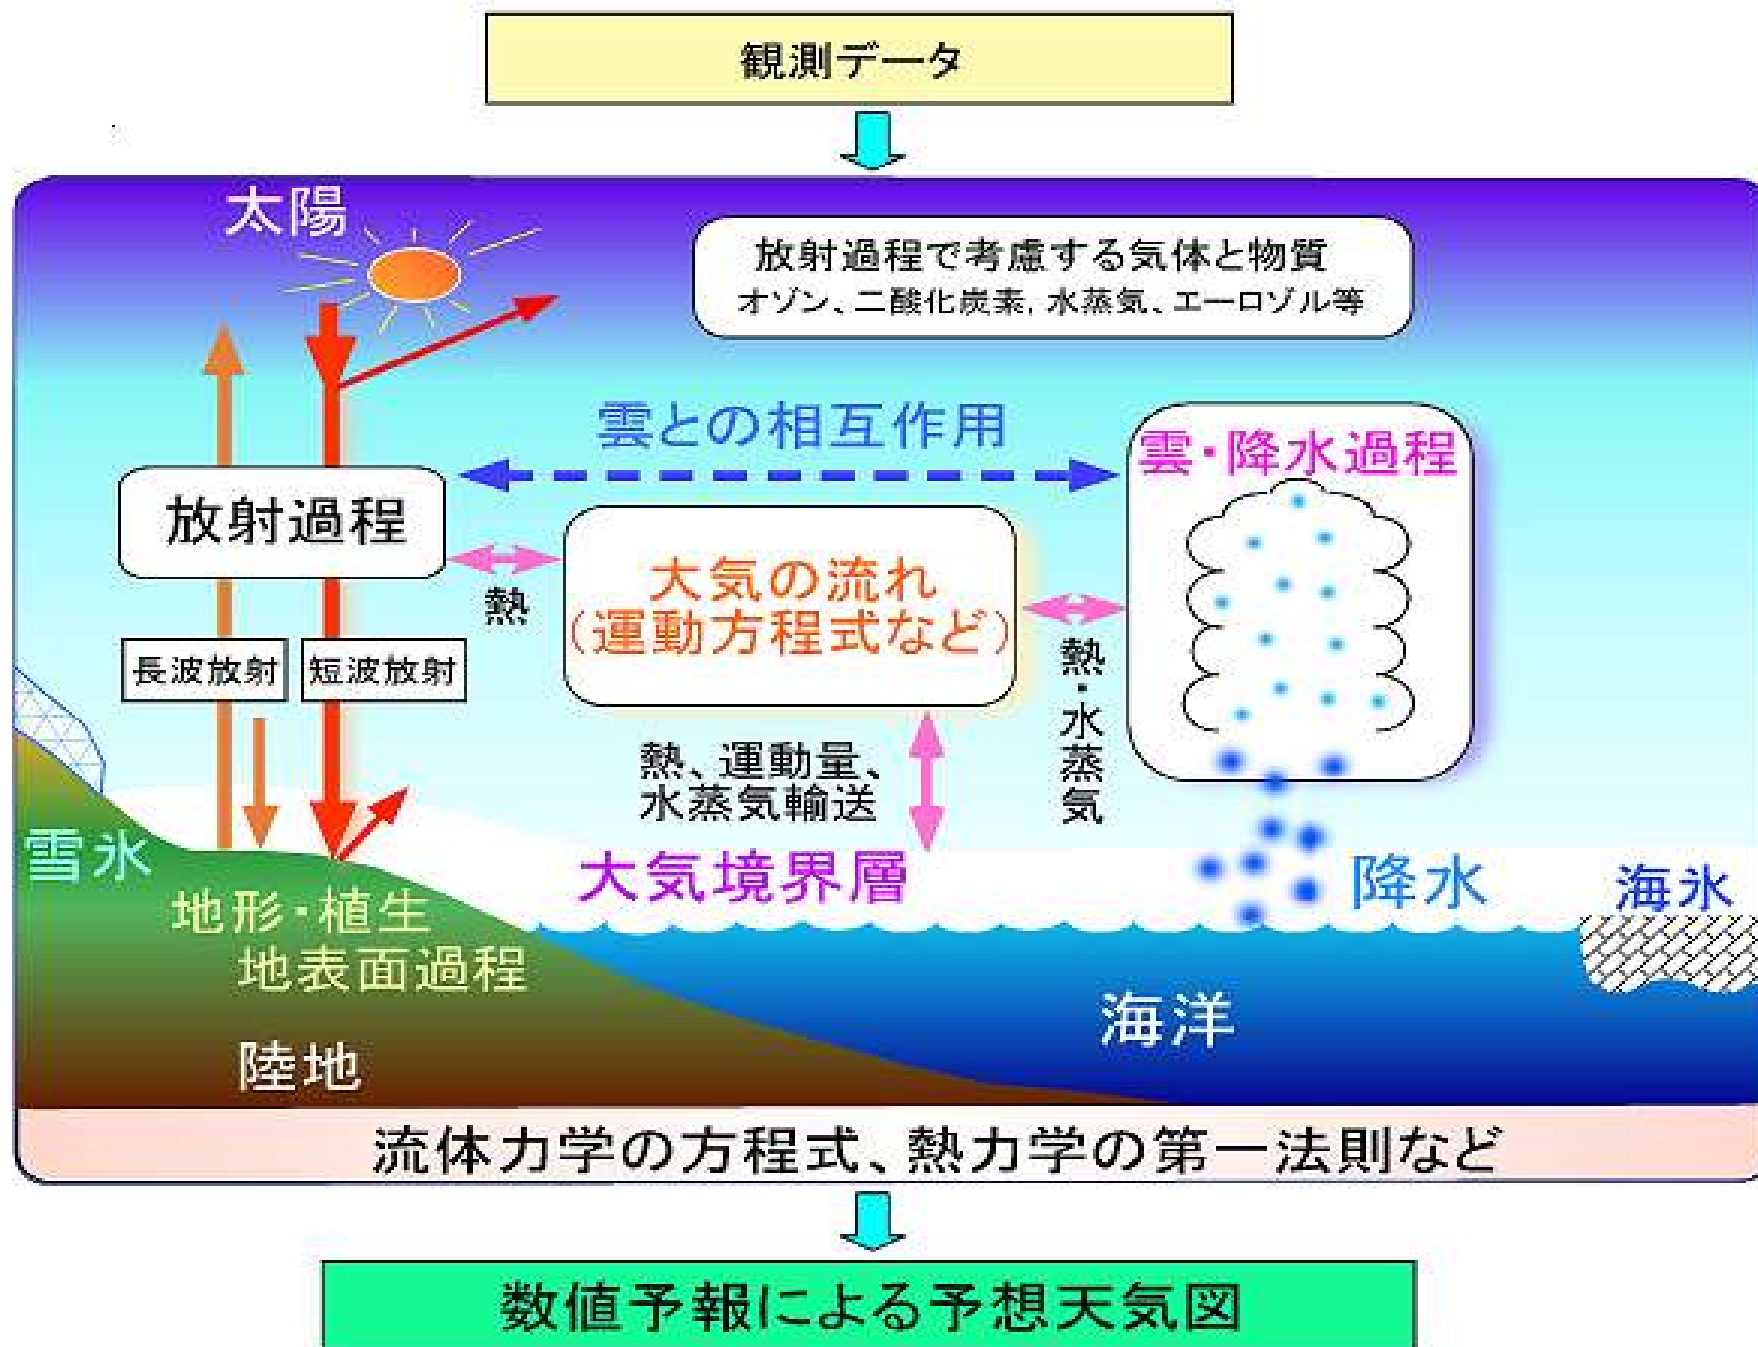 観測データ
太陽
放射過程で考慮する気体と物質
オゾン、二酸化炭素, 水蒸気、エーロゾル等
雲との相互作用
雲・降水過程
放射過程
熱
大気の流れ
(運動方程式など)
熱・水蒸気
長波放射
短波放射
熱、運動量、
水蒸気輸送
雪氷
大気境界層
降水
海氷
地形・植生
地表面過程
海洋
陸地
流体力学の方程式、熱力学の第一法則など
数値予報による予想天気図